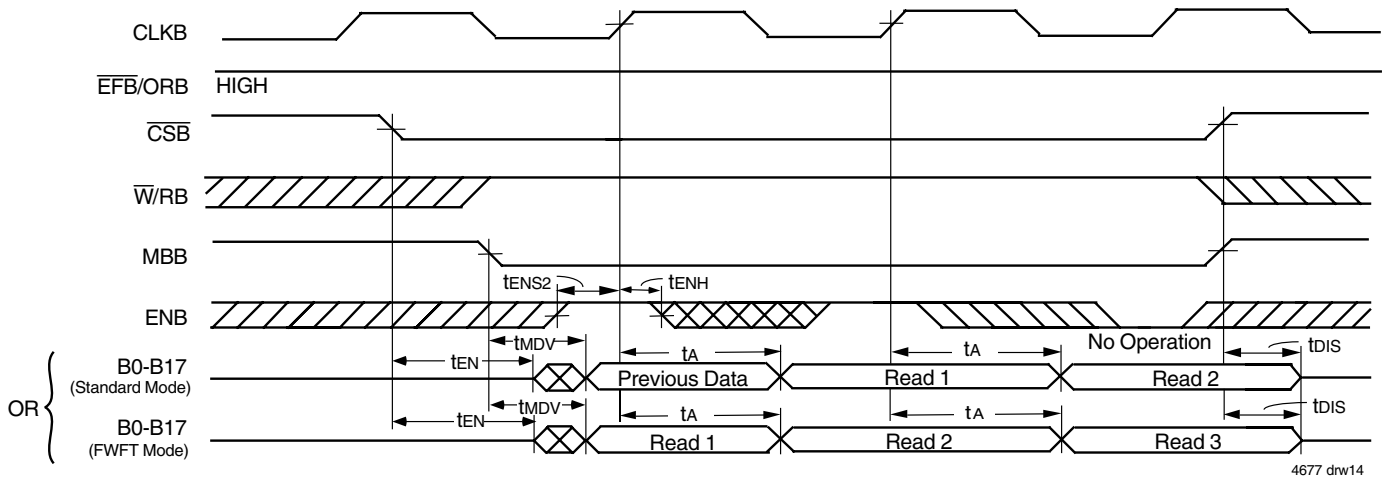 CLKB
EFB/ORB HIGH
CSB
W/RB
MBB
tENS2 tENH
ENB
No Operation
tMDV
tEN tA tA tDIS
B0-B17
(Standard Mode)
Previous Data Read 1 Read 2
OR
tMDV
tEN tA tA tDIS
B0-B17
(FWFT Mode)
Read 1 Read 2 Read 3
4677 drw14